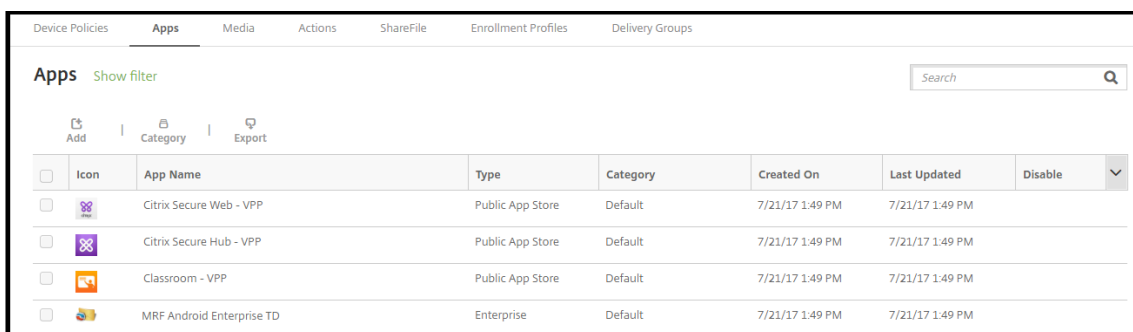 Device Policies Apps Media Actions ShareFile Enrollment Profiles Delivery Groups
Apps Show filter Search
Add | Category | Export
Icon App Name Type Category Created On Last Updated Disable
Citrix Secure Web - VPP Public App Store Default 7/21/17 1:49 PM 7/21/17 1:49 PM
Citrix Secure Hub - VPP Public App Store Default 7/21/17 1:49 PM 7/21/17 1:49 PM
Classroom - VPP Public App Store Default 7/21/17 1:49 PM 7/21/17 1:49 PM
MRF Android Enterprise TD Enterprise Default 7/21/17 1:49 PM 7/21/17 1:49 PM